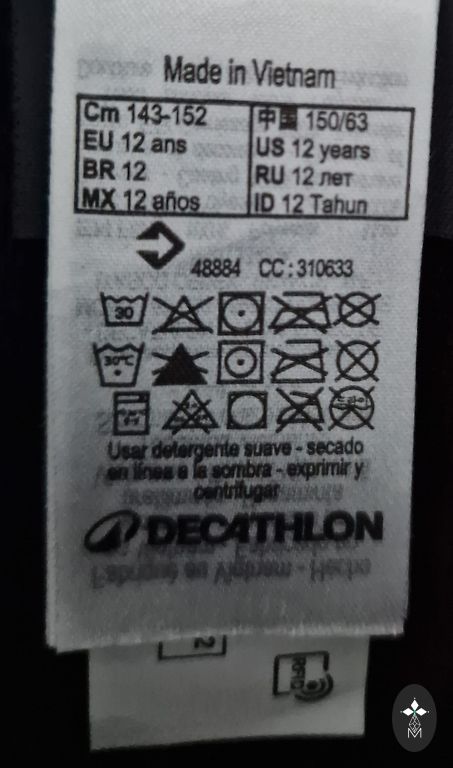 Made in Vietnam
Cm 143-152 中国 150/63
EU 12 ans US 12 years
BR 12 RU 12 лет
MX 12 años ID 12 Tahun
48884 CC : 310633
30
30°C
Usar detergente suave - secado
en línea a la sombra - exprimir y
centrifugar
DECATHLON
RFID
M